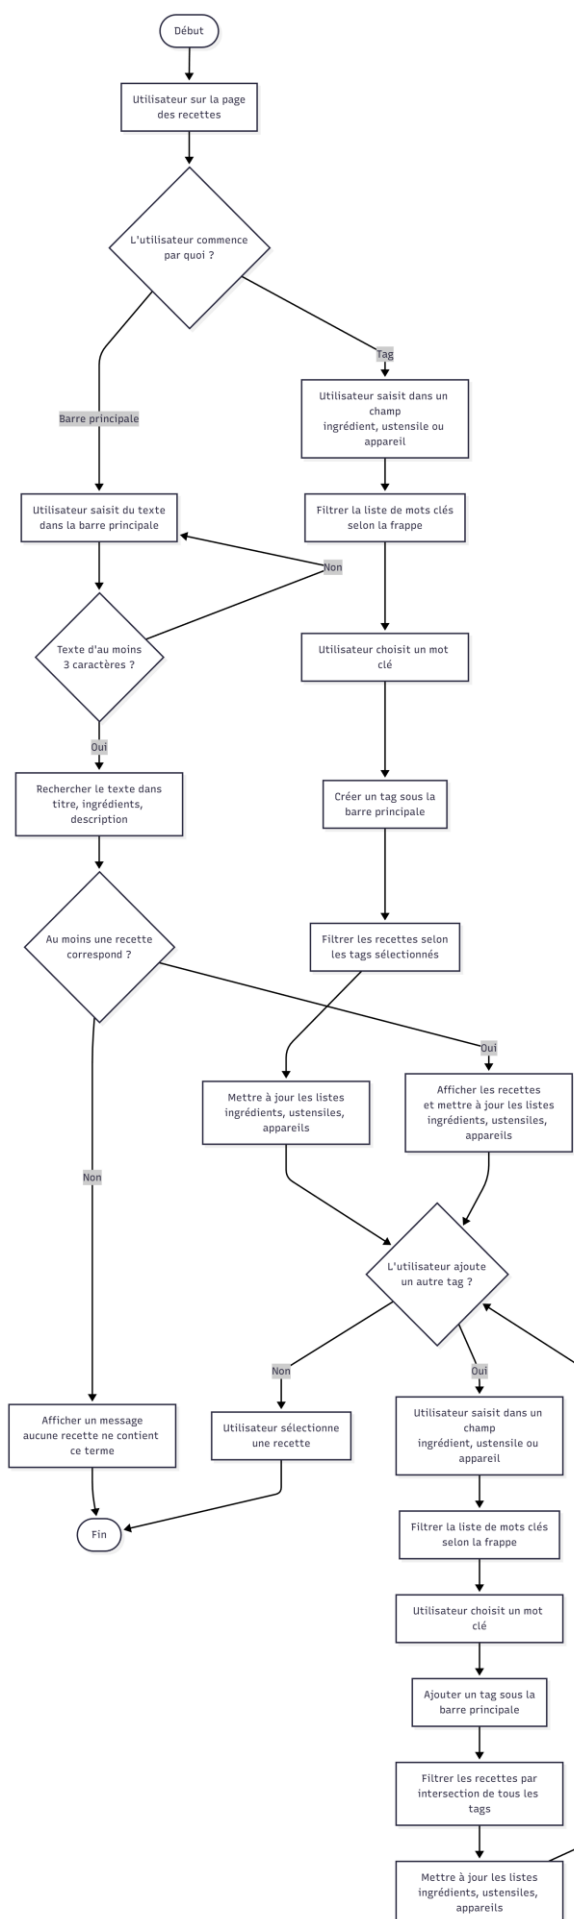 Début
Utilisateur sur la page
des recettes
L'utilisateur commence
par quoi ?
Tag
Utilisateur saisit dans un
champ
ingrédient, ustensile ou
appareil
Barre principale
Utilisateur saisit du texte
dans la barre principale
Filtrer la liste de mots clés
selon la frappe
Non
Texte d'au moins
3 caractères ?
Utilisateur choisit un mot
clé
Oui
Rechercher le texte dans
titre, ingrédients,
description
Créer un tag sous la
barre principale
Au moins une recette
correspond ?
Filtrer les recettes selon
les tags sélectionnés
Oui
Mettre à jour les listes
ingrédients, ustensiles,
appareils
Afficher les recettes
et mettre à jour les listes
ingrédients, ustensiles,
appareils
Non
L'utilisateur ajoute
un autre tag ?
Non
Oui
Afficher un message
aucune recette ne contient
ce terme
Utilisateur sélectionne
une recette
Utilisateur saisit dans un
champ
ingrédient, ustensile ou
appareil
Fin
Filtrer la liste de mots clés
selon la frappe
Utilisateur choisit un mot
clé
Ajouter un tag sous la
barre principale
Filtrer les recettes par
intersection de tous les
tags
Mettre à jour les listes
ingrédients, ustensiles,
appareils